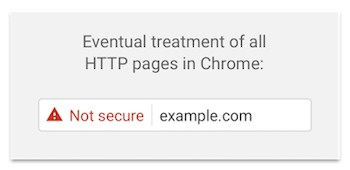 Eventual treatment of all
HTTP pages in Chrome:
Not secure example.com